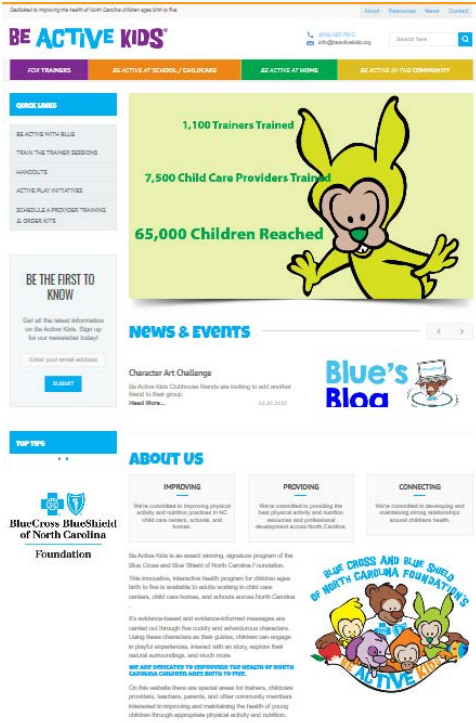 Dedicated to improving the health of North Carolina children ages birth to five.
About Resources News Contact
BE ACTIVE KIDS
info@beactivekids.org
Search here
FOR TRAINERS
BE ACTIVE AT SCHOOL / CHILDCARE
BE ACTIVE AT HOME
BE ACTIVE IN THE COMMUNITY
QUICK LINKS
BE ACTIVE WITH BLUE
TRAIN THE TRAINER SESSIONS
HANDOUTS
ACTIVE PLAY INITIATIVES
SCHEDULE A PROVIDER TRAINING
& ORDER KITS
1,100 Trainers Trained
7,500 Child Care Providers Trained
65,000 Children Reached
BE THE FIRST TO
KNOW
Get all the latest information
on Be Active Kids. Sign up
for our newsletter today!
Enter your email address
SUBMIT
NEWS & EVENTS
Character Art Challenge
Be Active Kids Clubhouse friends are looking to add another
friend to their group.
Read More...
Blue's
Blog
TOP TIPS
BlueCross BlueShield
of North Carolina
Foundation
ABOUT US
IMPROVING
We're committed to improving physical
activity and nutrition practices in NC
child care centers, schools, and
homes.
PROVIDING
We're committed to providing the
best physical activity and nutrition
resources and professional
development across North Carolina.
CONNECTING
We're committed to developing and
maintaining strong relationships
around childrens health.
Be Active Kids is an award winning, signature program of the
Blue Cross and Blue Shield of North Carolina Foundation.
This innovative, interactive health program for children ages
birth to five is available to adults working in child care
centers, child care homes, and schools across North Carolina
.
It's evidence-based and evidence-informed messages are
carried out through five cuddly and adventurous characters.
Using these characters as their guides, children can engage
in playful experiences, interact with an story, explore their
natural surroundings, and much more.
WE ARE DEDICATED TO IMPROVING THE HEALTH OF NORTH
CAROLINA CHILDREN AGES BIRTH TO FIVE.
On this website there are special areas for trainers, childcare
providers, teachers, parents, and other community members
interested in improving and maintaining the health of young
children through appropriate physical activity and nutrition.
BLUE CROSS AND BLUE SHIELD
OF NORTH CAROLINA FOUNDATION'S
BE ACTIVE KIDS